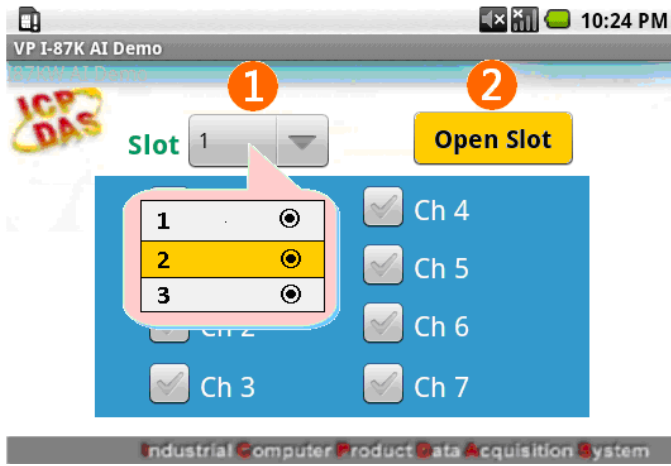 10:24 PM
VP I-87K AI Demo
ICP DAS
1
2
Slot
1
Open Slot
1
2
3
Ch 4
Ch 5
Ch 2
Ch 6
Ch 3
Ch 7
Industrial Computer Product Data Acquisition System